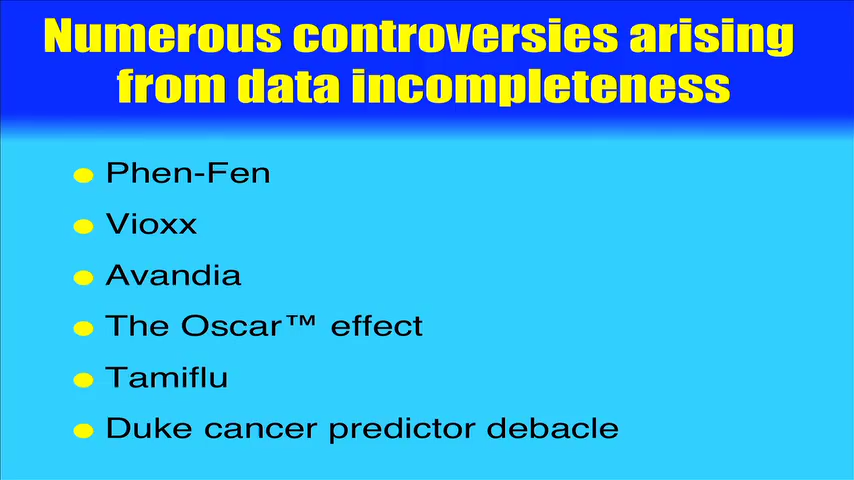 Numerous controversies arising
from data incompleteness
Phen-Fen
Vioxx
Avandia
The Oscar™ effect
Tamiflu
Duke cancer predictor debacle